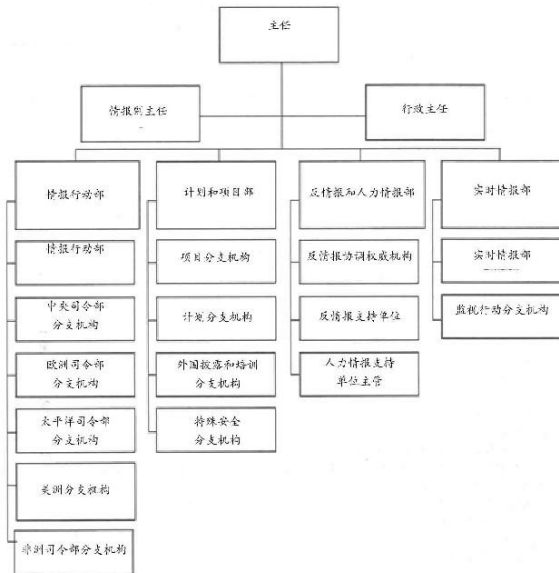 主任
情报副主任
行政主任
情报行动部
计划和项目部
反情报和人力情报部
实时情报部
情报行动部
项目分支机构
反情报协调权威机构
实时情报部
中央司令部
分支机构
计划分支机构
反情报支持单位
监视行动分支机构
欧洲司令部
分支机构
外国披露和培训
分支机构
人力情报支持
单位主管
太平洋司令部
分支机构
特殊安全
分支机构
美洲分支机构
非洲司令部分支机构